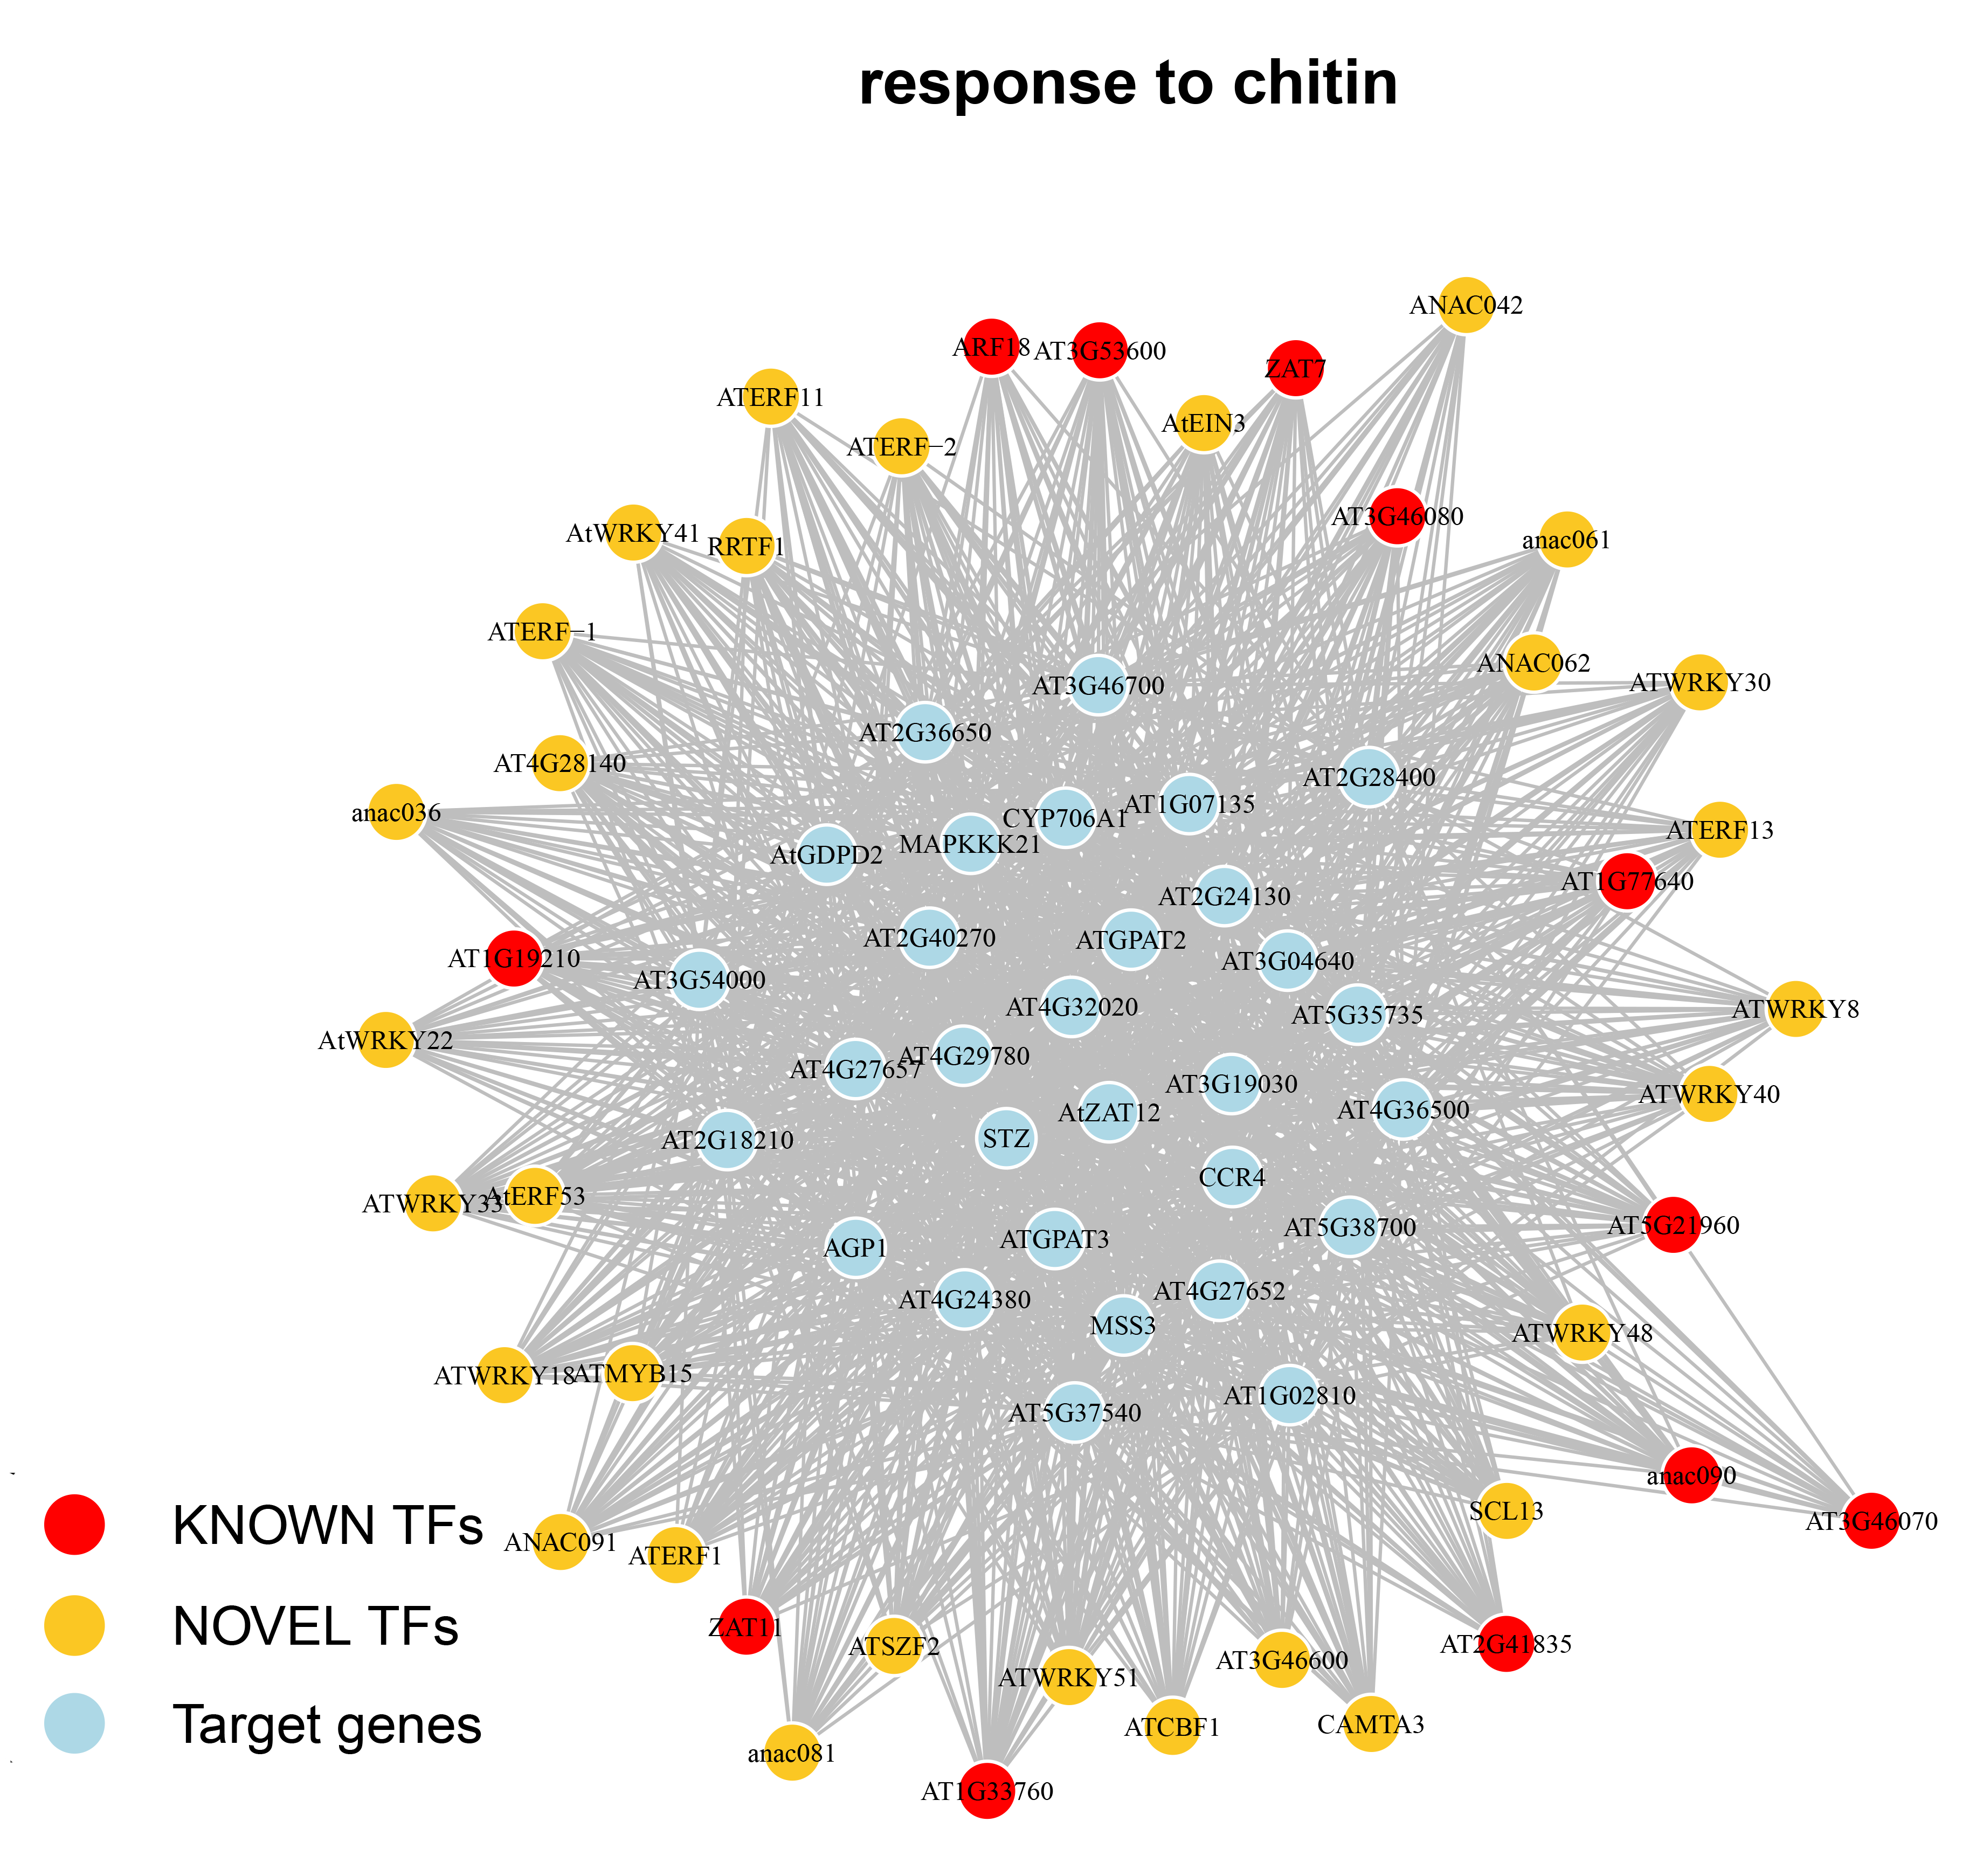 response to chitin
ANAC042
ARF18
AT3G53600
ZAT7
ATERF11
AtEIN3
ATERF−2
AT3G46080
AtWRKY41
RRTF1
anac061
ATERF−1
ANAC062
ATWRKY30
AT3G46700
AT2G36650
AT4G28140
AT2G28400
anac036
CYP706A1
AT1G07135
ATERF13
AtGDPD2
MAPKKK21
AT1G77640
AT2G24130
AT2G40270
ATGPAT2
AT1G19210
AT3G04640
AT3G54000
AT4G32020
AT5G35735
ATWRKY8
AtWRKY22
AT4G27657
AT4G29780
AT3G19030
ATWRKY40
AtZAT12
AT4G36500
AT2G18210
STZ
CCR4
ATWRKY33
AtERF53
AT5G38700
AT5G21960
AGP1
ATGPAT3
AT4G27652
AT4G24380
MSS3
ATWRKY48
ATWRKY18
ATMYB15
AT1G02810
AT5G37540
anac090
SCL13
AT3G46070
KNOWN TFs
ANAC091
ATERF1
ZAT11
NOVEL TFs
ATSZF2
AT2G41835
AT3G46600
ATWRKY51
Target genes
ATCBF1
CAMTA3
anac081
AT1G33760